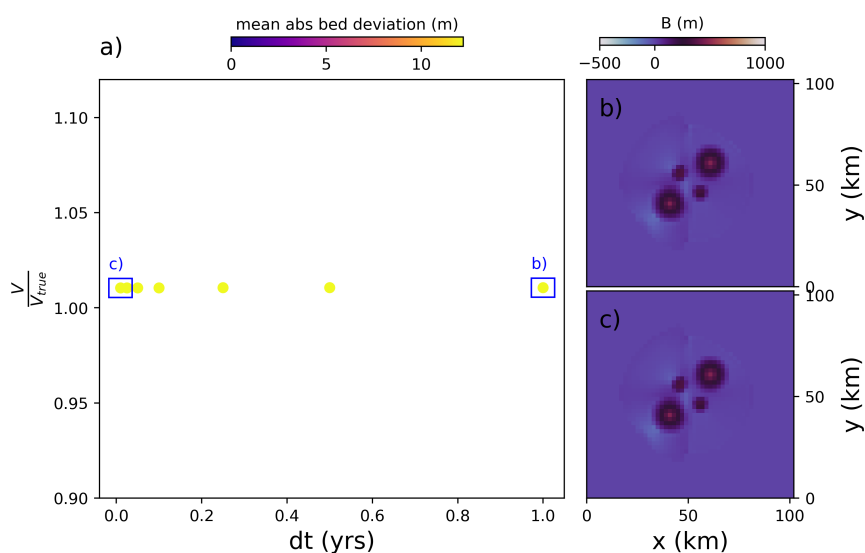 mean abs bed deviation (m)
0 5 10
a)
B (m)
−500 0 1000
1.10
1.05
1.00
0.95
0.90
V
V_true
c)
b)
0.0 0.2 0.4 0.6 0.8 1.0
dt (yrs)
b)
100
50
0
y (km)
c)
100
50
0
y (km)
0 50 100
x (km)